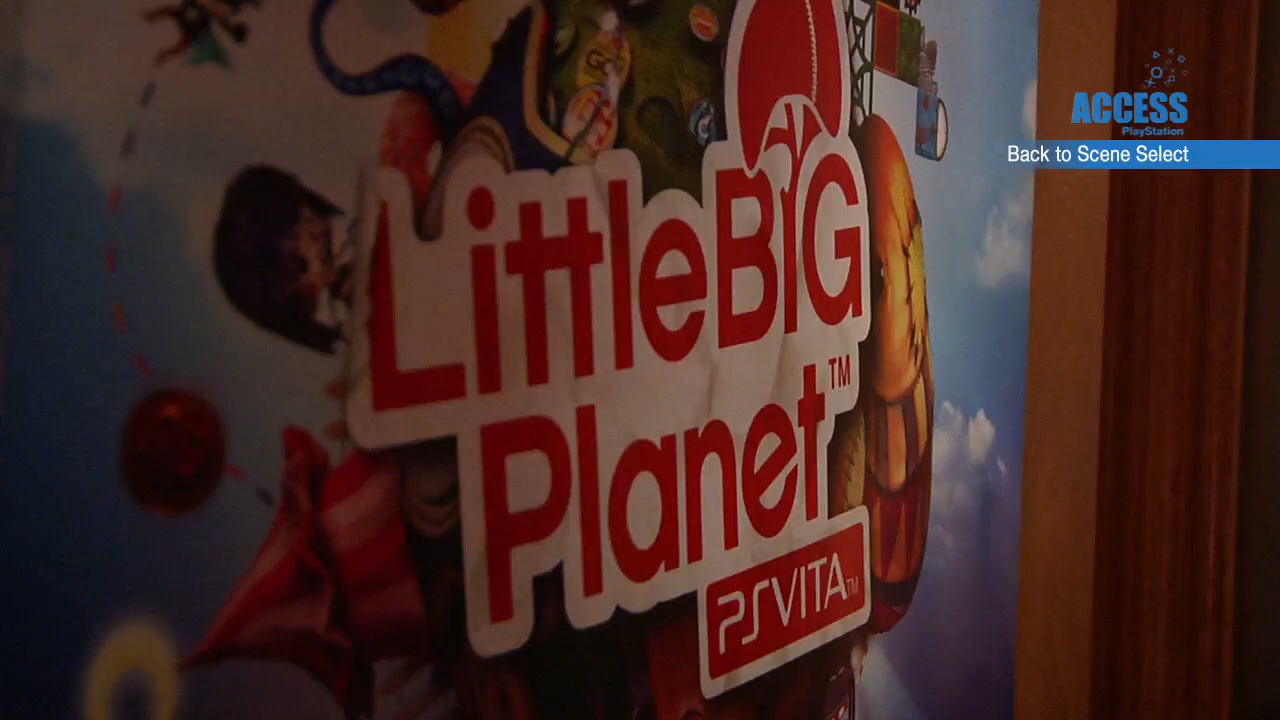 ACCESS
PlayStation
Back to Scene Select
LittleBIG
Planet™
PSVITA™